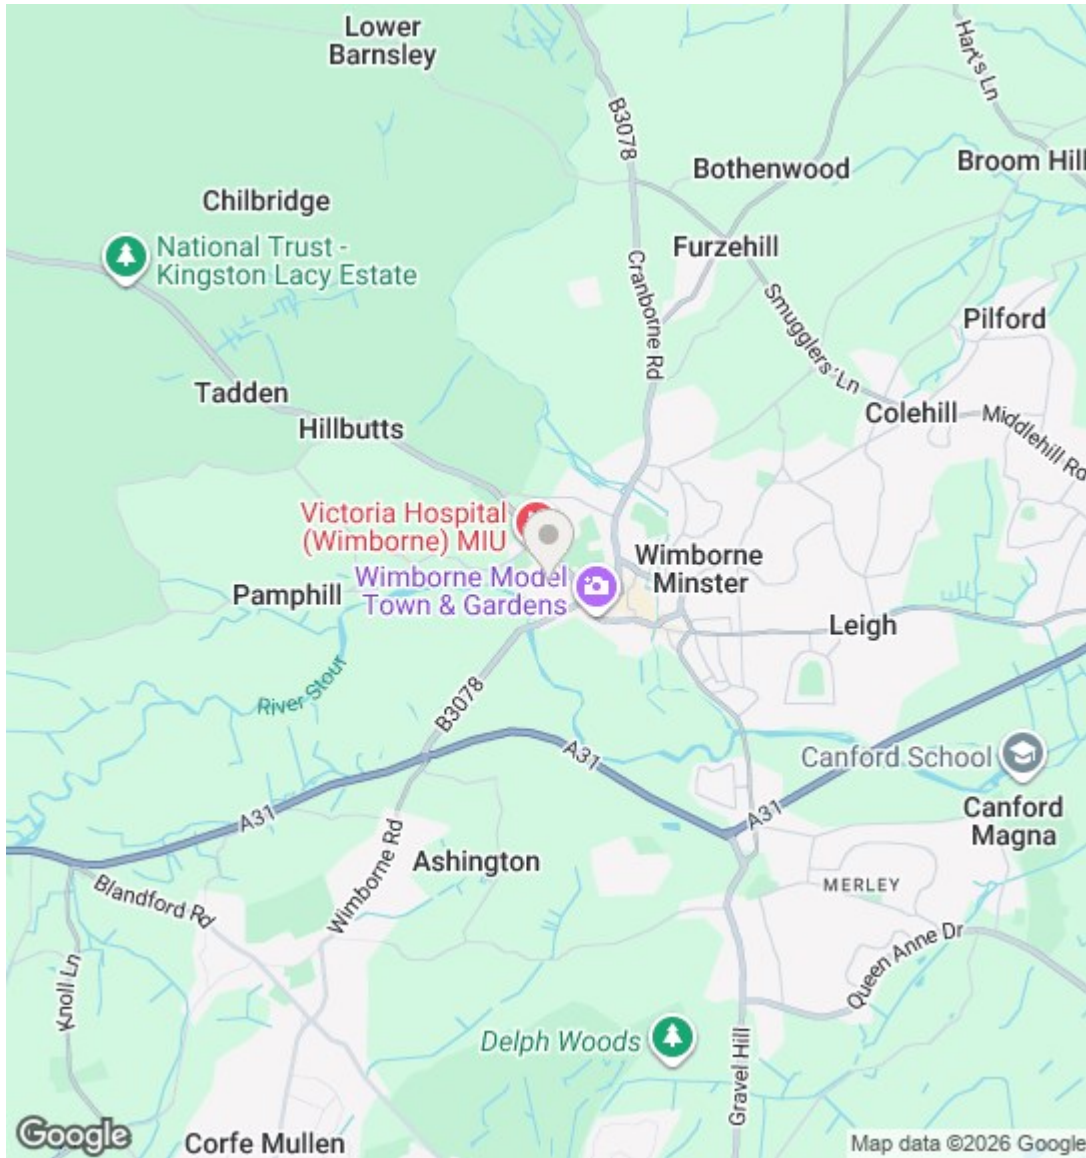 Lower
Barnsley
Hart's Ln
B3078
Bothenwood
Broom Hill
Chilbridge
National Trust -
Kingston Lacy Estate
Furzehill
Cranborne Rd
Smugglers' Ln
Pilford
Tadden
Hillbutts
Colehill
Middlehill Rd
Victoria Hospital
(Wimborne) MIU
Wimborne
Minster
Wimborne Model
Town & Gardens
Pamphill
Leigh
River Stour
B3078
A31
Canford School
Canford
Magna
A31
A31
Wimborne Rd
Ashington
Blandford Rd
MERLEY
Queen Anne Dr
Knoll Ln
Delph Woods
Gravel Hill
Corfe Mullen
Google
Map data ©2026 Google